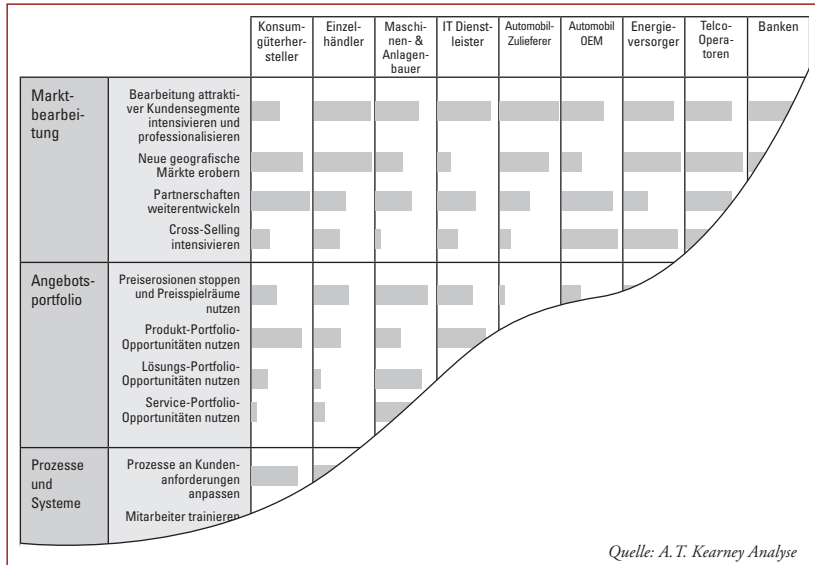 Konsum-
güterher-
steller
Einzel-
händler
Maschi-
nen- &
Anlagen-
bauer
IT Dienst-
leister
Automobil-
Zulieferer
Automobil
OEM
Energie-
versorger
Telco-
Opera-
toren
Banken
Markt-
bearbei-
tung
Bearbeitung attrakti-
ver Kundensegmente
intensivieren und
professionalisieren
Neue geografische
Märkte erobern
Partnerschaften
weiterentwickeln
Cross-Selling
intensivieren
Angebots-
portfolio
Preiserosionen stoppen
und Preisspielräume
nutzen
Produkt-Portfolio-
Opportunitäten nutzen
Lösungs-Portfolio-
Opportunitäten nutzen
Service-Portfolio-
Opportunitäten nutzen
Prozesse
und
Systeme
Prozesse an Kunden-
anforderungen
anpassen
Mitarbeiter trainieren
Quelle: A.T. Kearney Analyse